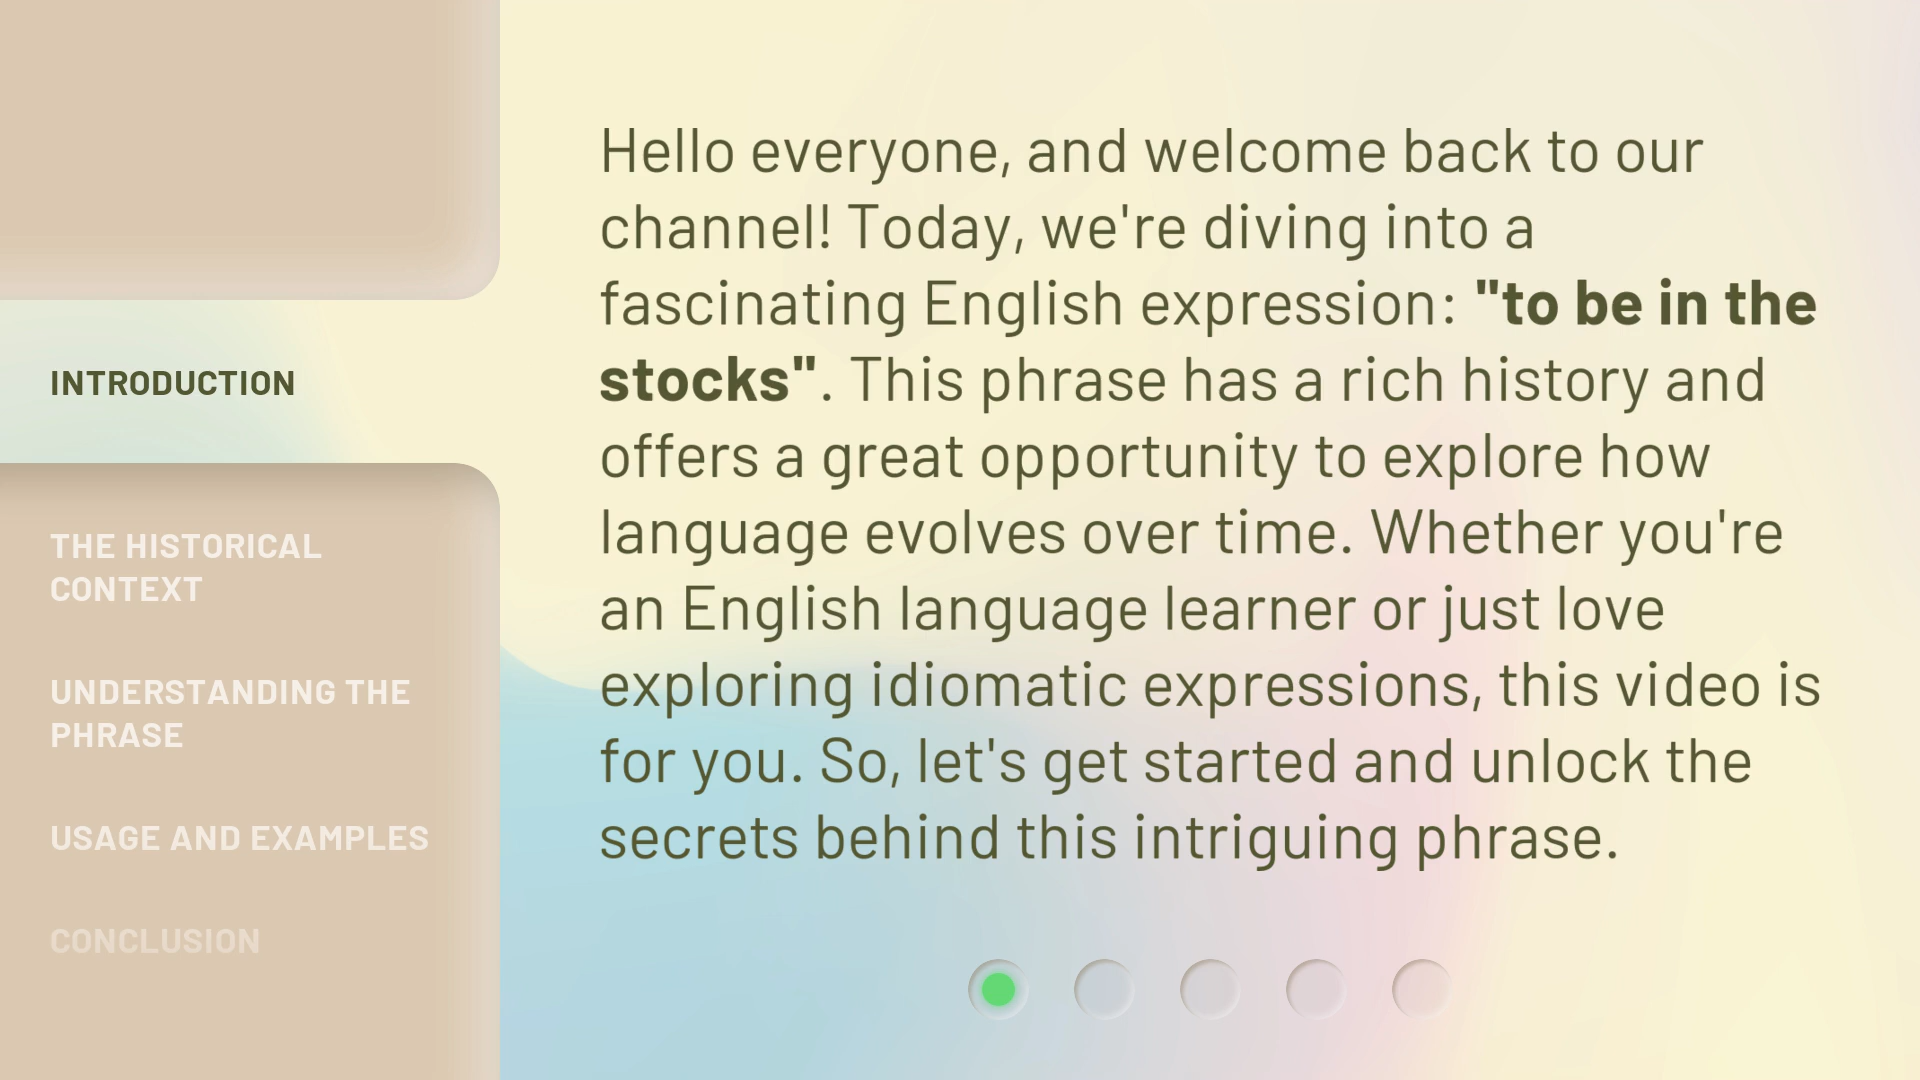 INTRODUCTION
THE HISTORICAL
CONTEXT
UNDERSTANDING THE
PHRASE
USAGE AND EXAMPLES
CONCLUSION
Hello everyone, and welcome back to our
channel! Today, we're diving into a
fascinating English expression: "to be in the
stocks". This phrase has a rich history and
offers a great opportunity to explore how
language evolves over time. Whether you're
an English language learner or just love
exploring idiomatic expressions, this video is
for you. So, let's get started and unlock the
secrets behind this intriguing phrase.